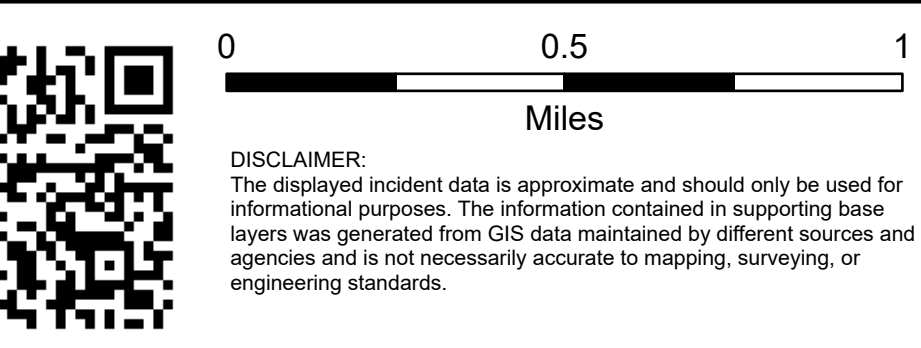 0 0.5 1
Miles
DISCLAIMER:
The displayed incident data is approximate and should only be used for
informational purposes. The information contained in supporting base
layers was generated from GIS data maintained by different sources and
agencies and is not necessarily accurate to mapping, surveying, or
engineering standards.